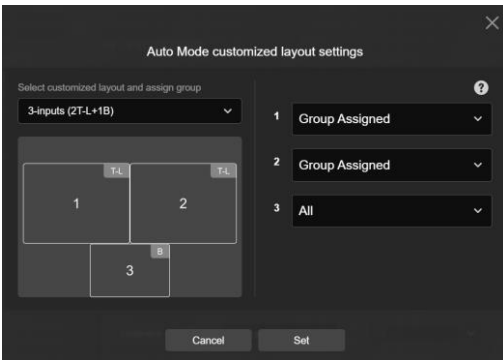 Auto Mode customized layout settings
Select customized layout and assign group
3-inputs (2T-L+1B)
T-L
T-L
1
2
B
3
?
1 Group Assigned
2 Group Assigned
3 All
Cancel
Set